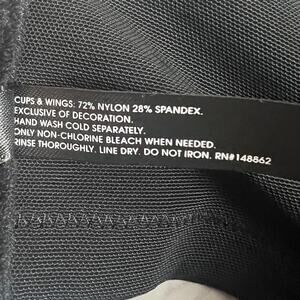 CUPS & WINGS: 72% NYLON 28% SPANDEX.
EXCLUSIVE OF DECORATION.
HAND WASH COLD SEPARATELY.
ONLY NON-CHLORINE BLEACH WHEN NEEDED.
RINSE THOROUGHLY. LINE DRY. DO NOT IRON. RN#148862